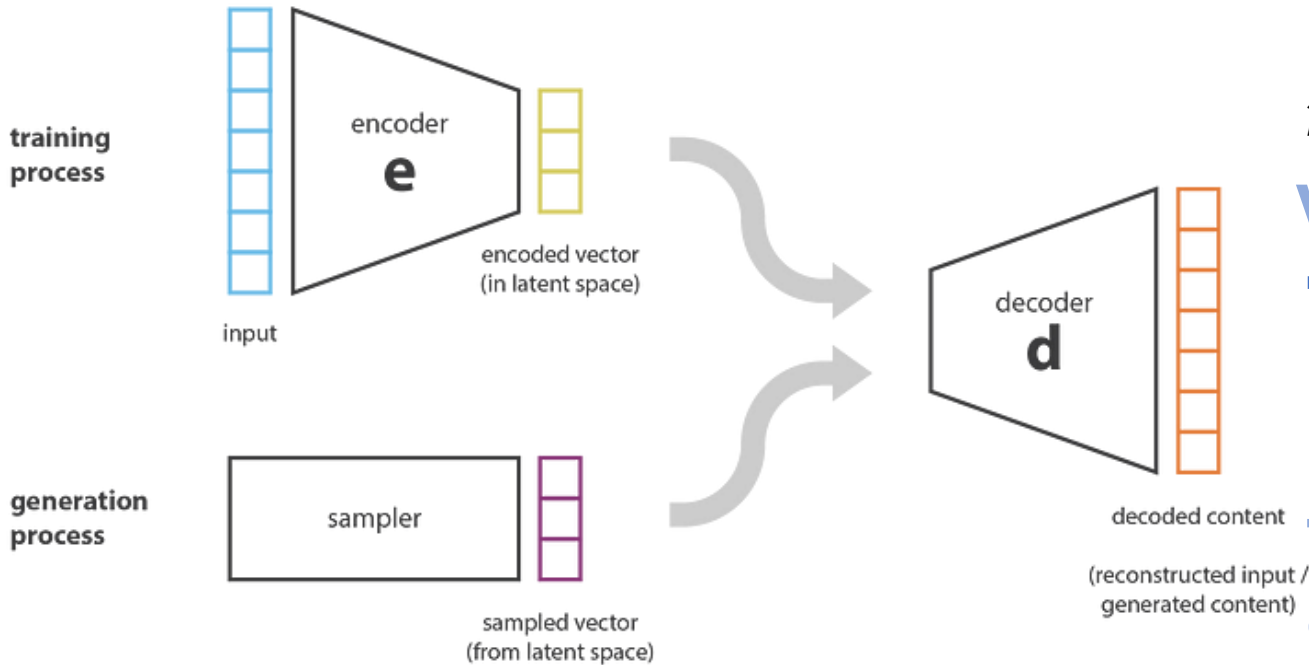 training
process
encoder
e
encoded vector
(in latent space)
input
decoder
d
decoded content
(reconstructed input /
generated content)
generation
process
sampler
sampled vector
(from latent space)